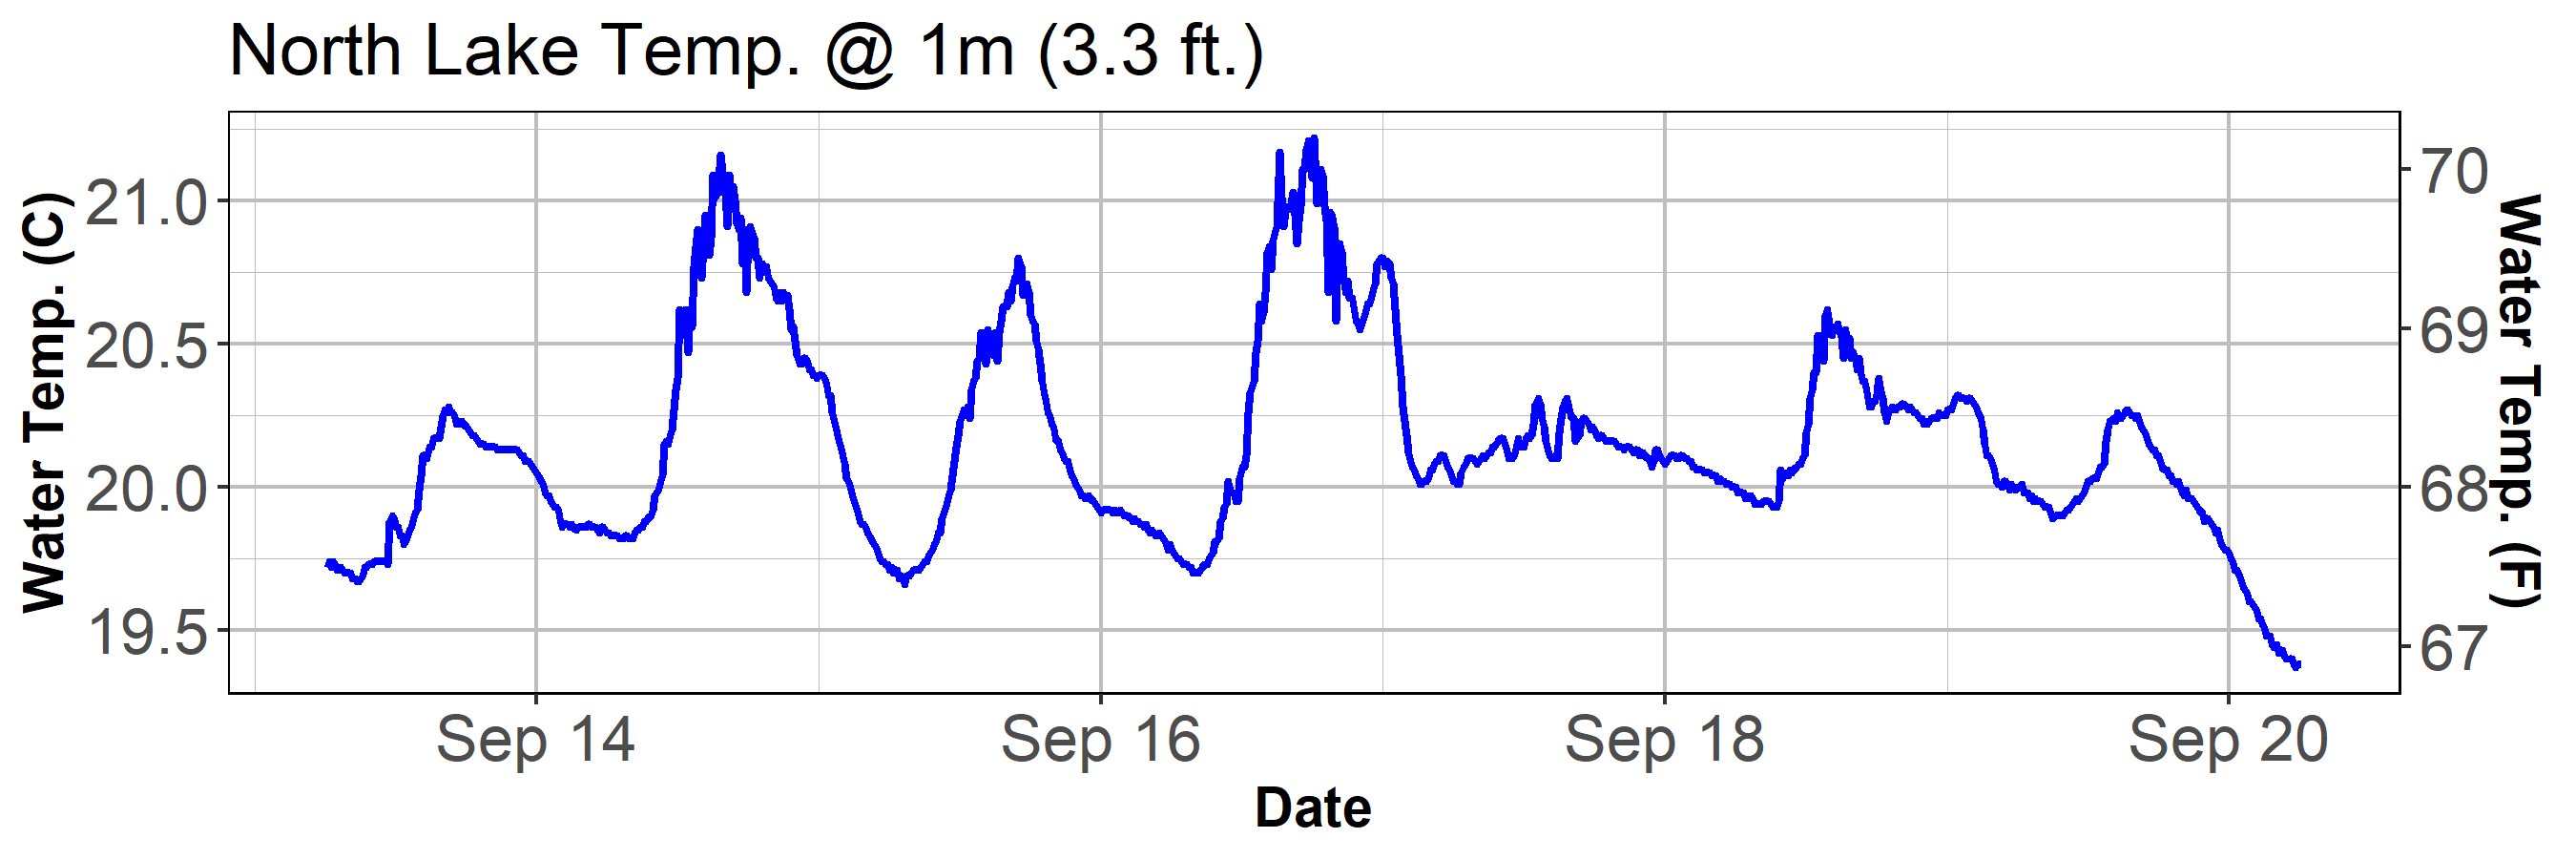 North Lake Temp. @ 1m (3.3 ft.)
Water Temp. (C)
21.0
20.5
20.0
19.5
70
69
68
67
Water Temp. (F)
Sep 14
Sep 16
Sep 18
Sep 20
Date